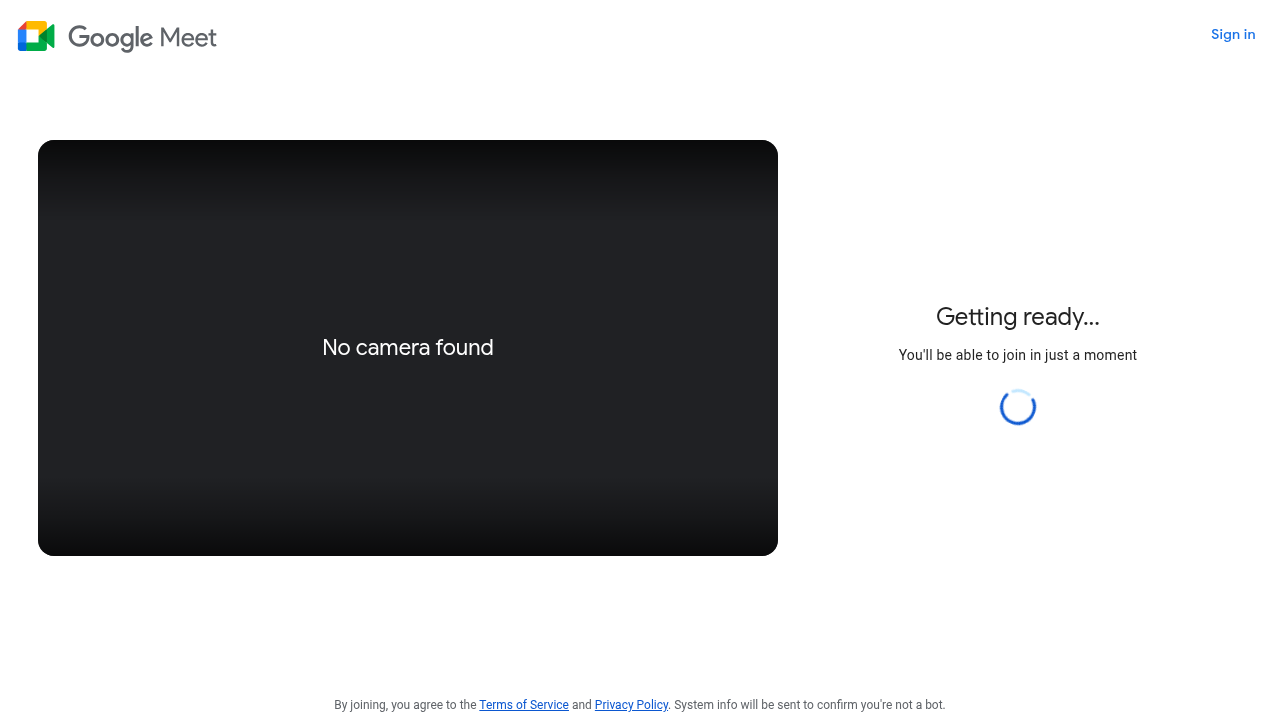 Google Meet
Sign in
No camera found
Getting ready...
You'll be able to join in just a moment
By joining, you agree to the Terms of Service and Privacy Policy. System info will be sent to confirm you're not a bot.